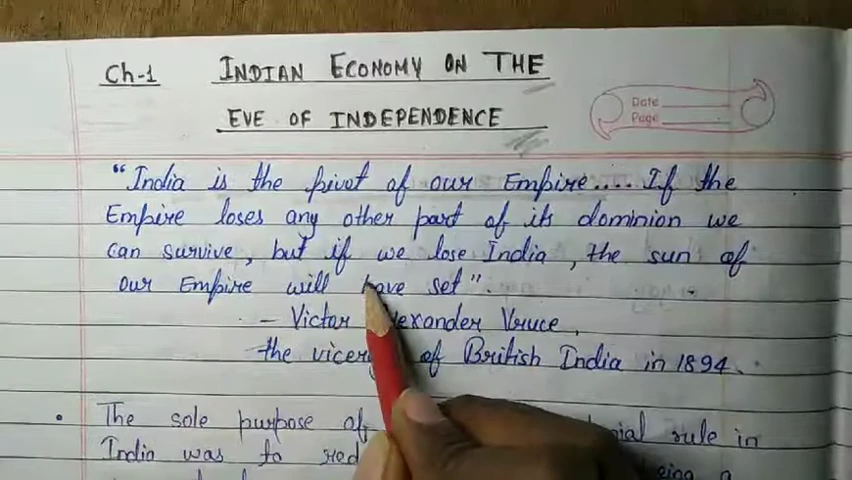 Ch-1 INDIAN ECONOMY ON THE
EVE OF INDEPENDENCE
Date
Page
"India is the pivot of our Empire.... If the
Empire loses any other part of its dominion we
can survive, but if we lose India, the sun of
our Empire will have set".
- Victor Alexander Vruce,
the viceroy of British India in 1894.
• The sole purpose of rule in
India was to being a